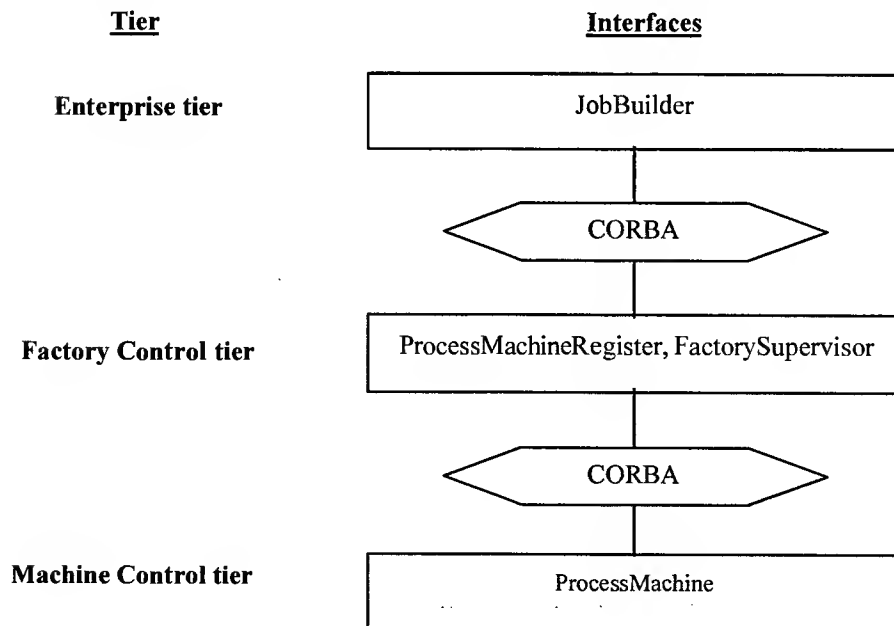 Tier Interfaces
Enterprise tier JobBuilder
CORBA
Factory Control tier ProcessMachineRegister, FactorySupervisor
CORBA
Machine Control tier ProcessMachine